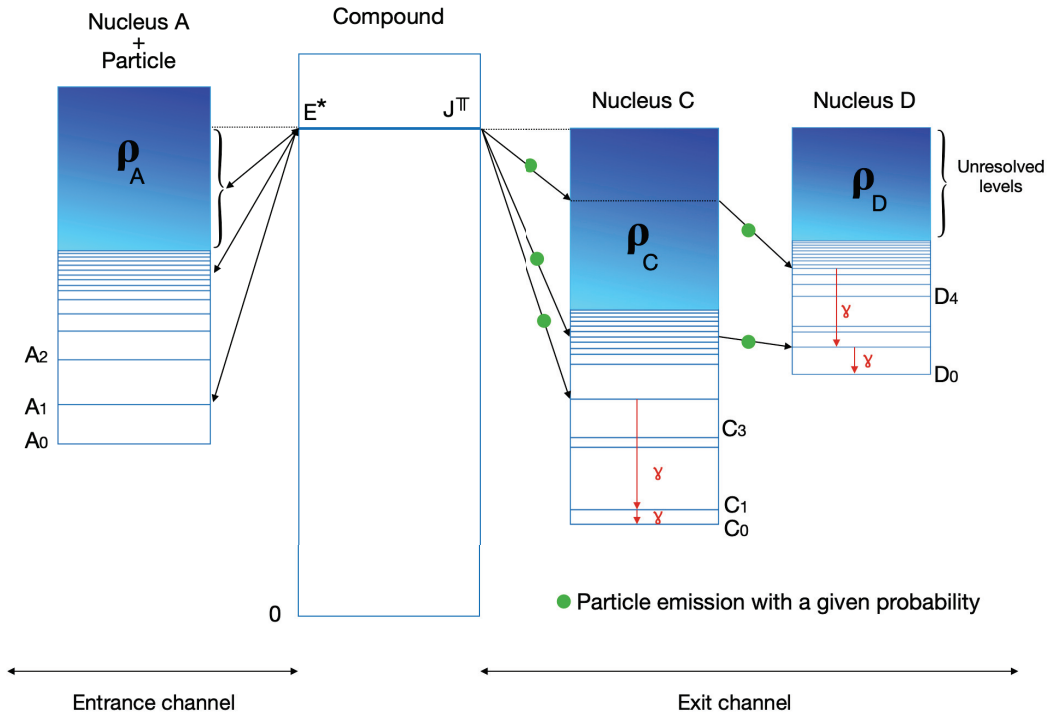 Nucleus A
+
Particle
Compound
E*
Jᴨ
Nucleus C
Nucleus D
ρA
ρC
ρD
Unresolved
levels
A2
A1
A0
C3
C1
C0
D4
D0
γ
γ
γ
γ
0
Particle emission with a given probability
Entrance channel
Exit channel